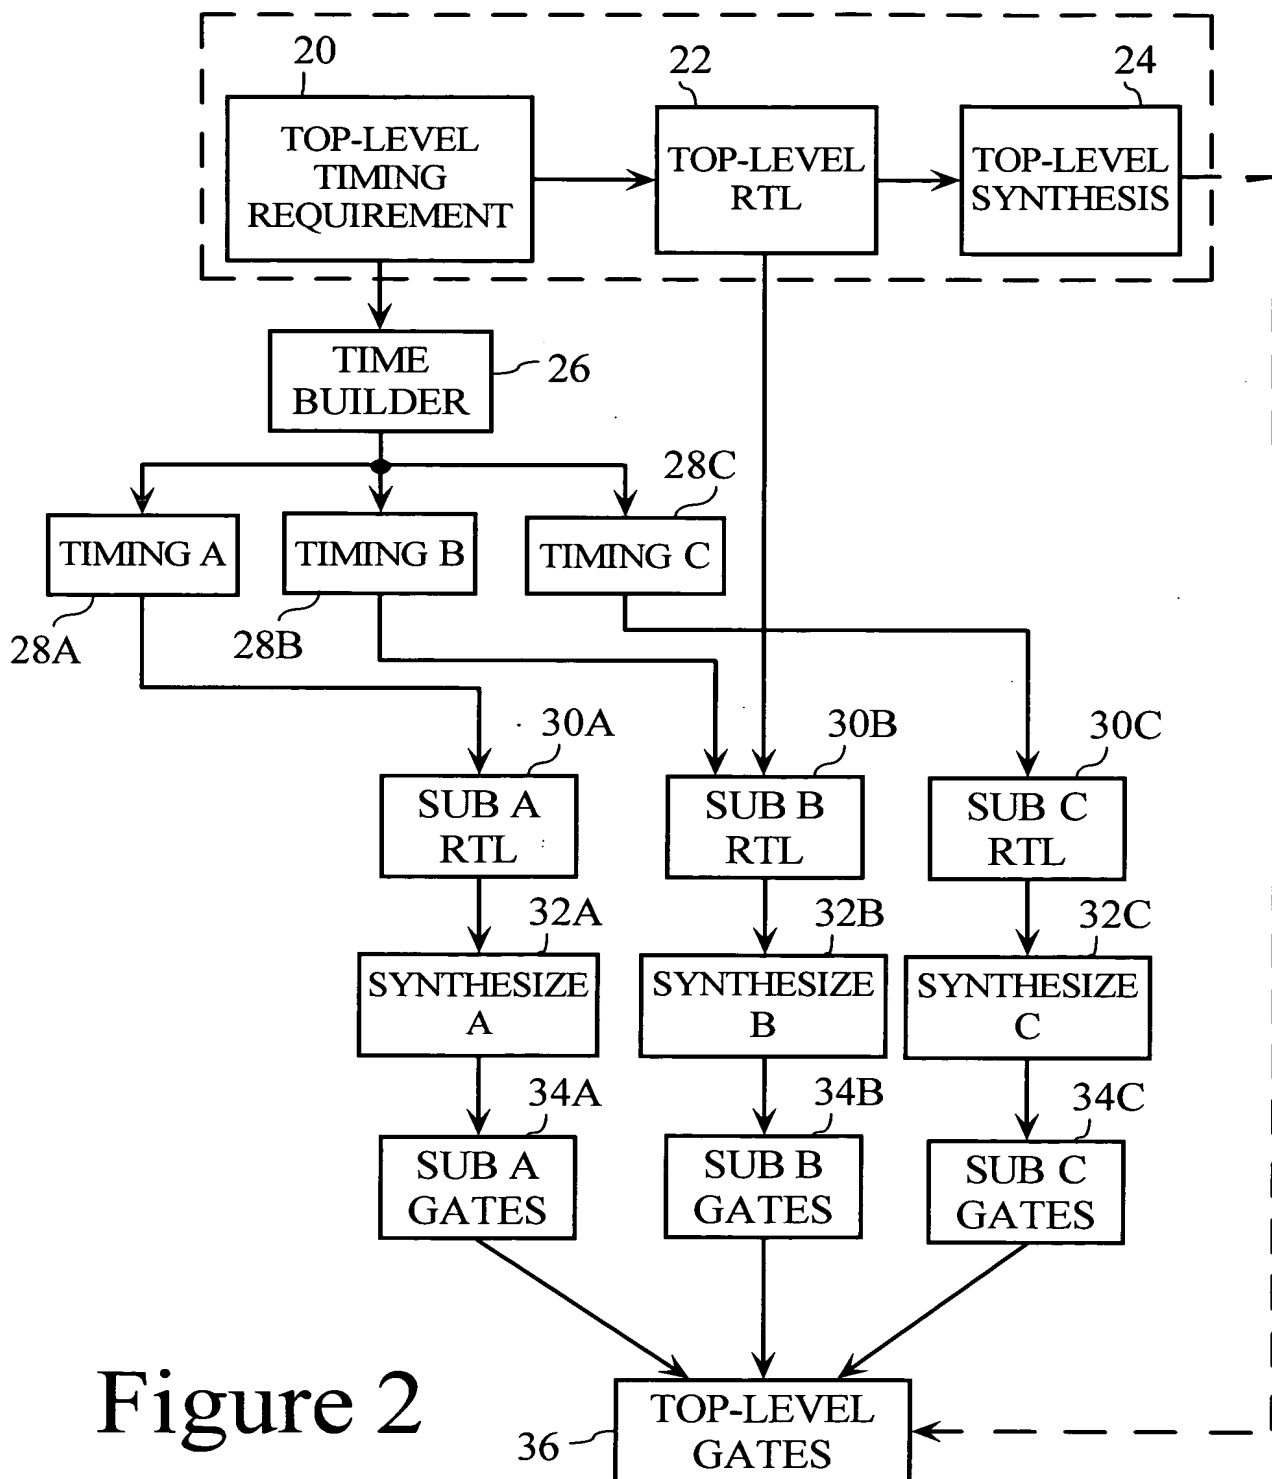 20
22
24
TOP-LEVEL
TIMING
REQUIREMENT
TOP-LEVEL
RTL
TOP-LEVEL
SYNTHESIS
TIME
BUILDER
26
28C
TIMING A
TIMING B
TIMING C
28A
28B
30A
30B
30C
SUB A
RTL
SUB B
RTL
SUB C
RTL
32A
32B
32C
SYNTHESIZE
A
SYNTHESIZE
B
SYNTHESIZE
C
34A
34B
34C
SUB A
GATES
SUB B
GATES
SUB C
GATES
Figure 2
36
TOP-LEVEL
GATES